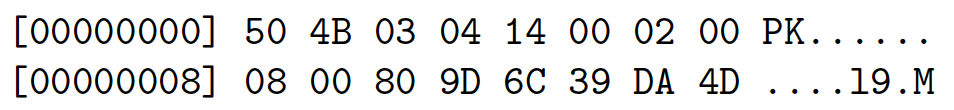 [00000000] 50 4B 03 04 14 00 02 00 PK......
[00000008] 08 00 80 9D 6C 39 DA 4D ....l9.M